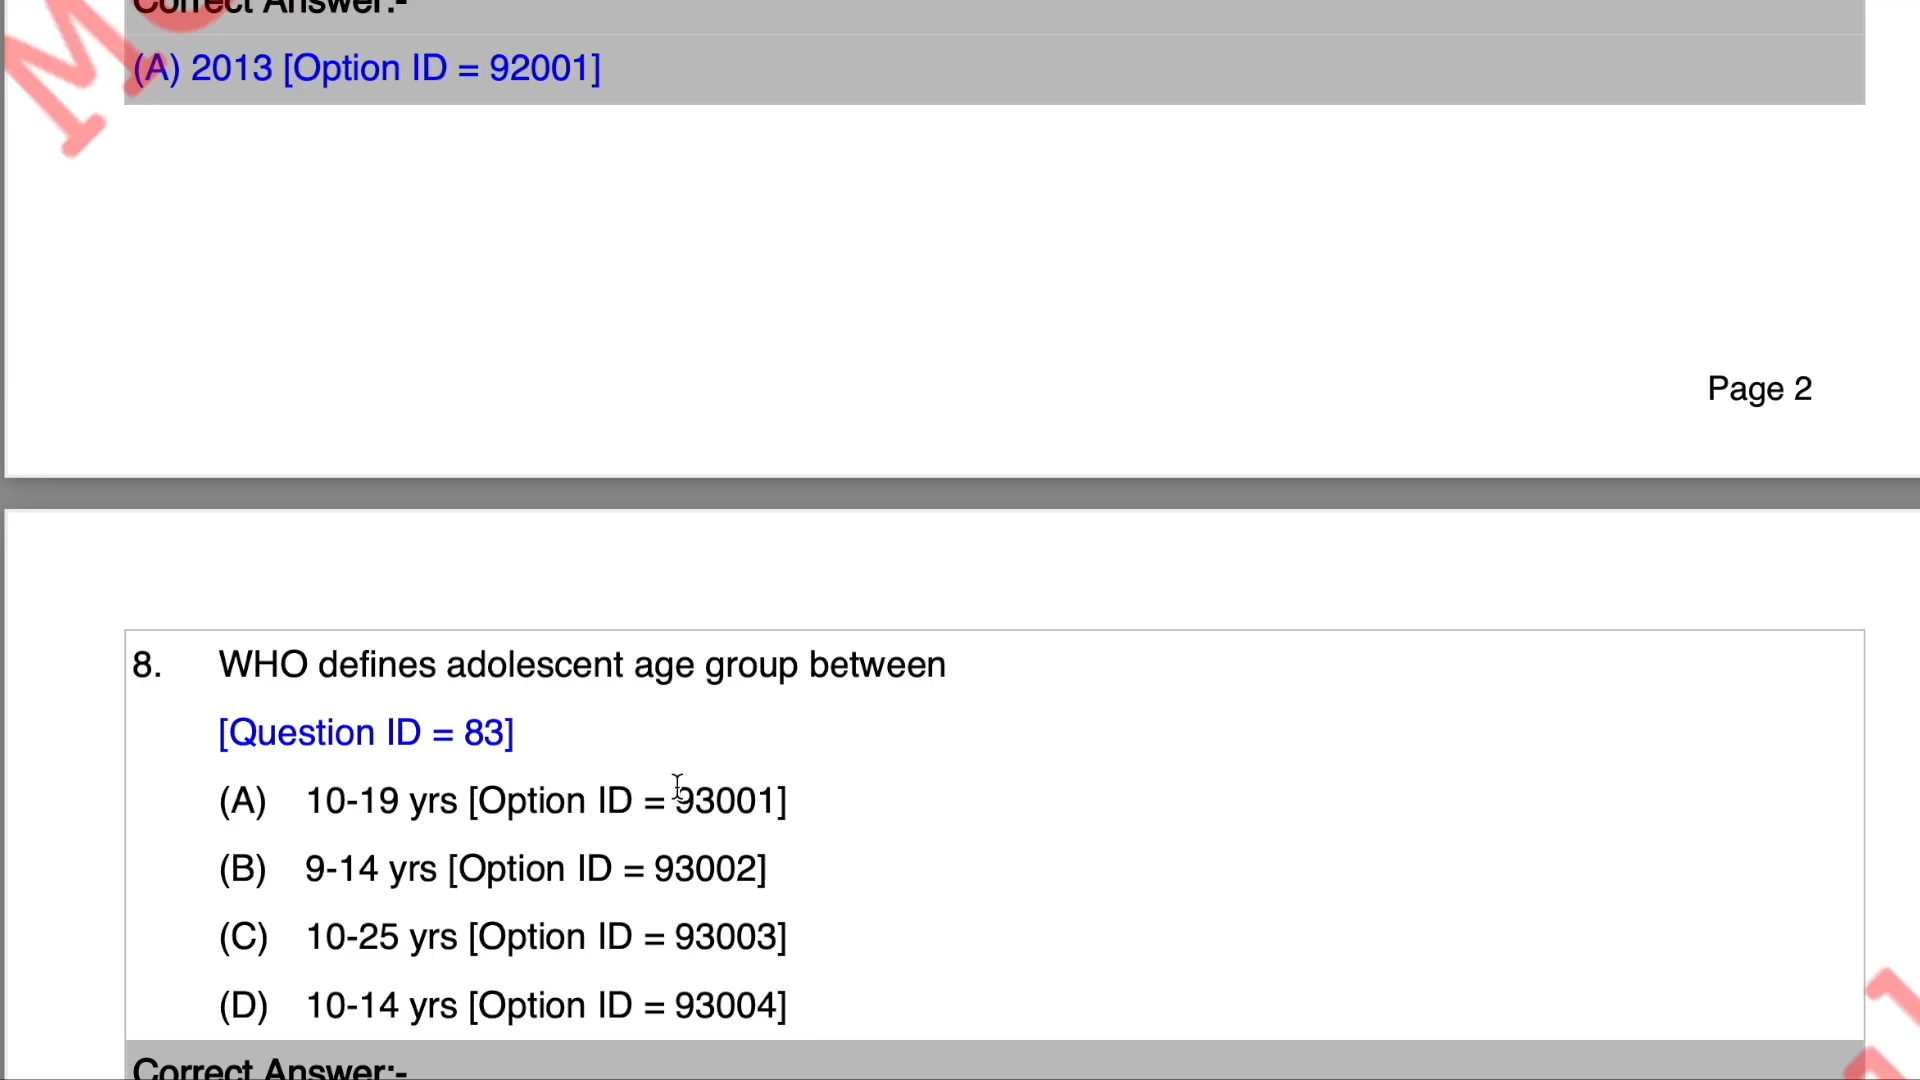 Correct Answer:-
(A) 2013 [Option ID = 92001]
Page 2
8. WHO defines adolescent age group between
[Question ID = 83]
(A) 10-19 yrs [Option ID = 93001]
(B) 9-14 yrs [Option ID = 93002]
(C) 10-25 yrs [Option ID = 93003]
(D) 10-14 yrs [Option ID = 93004]
Correct Answer:-